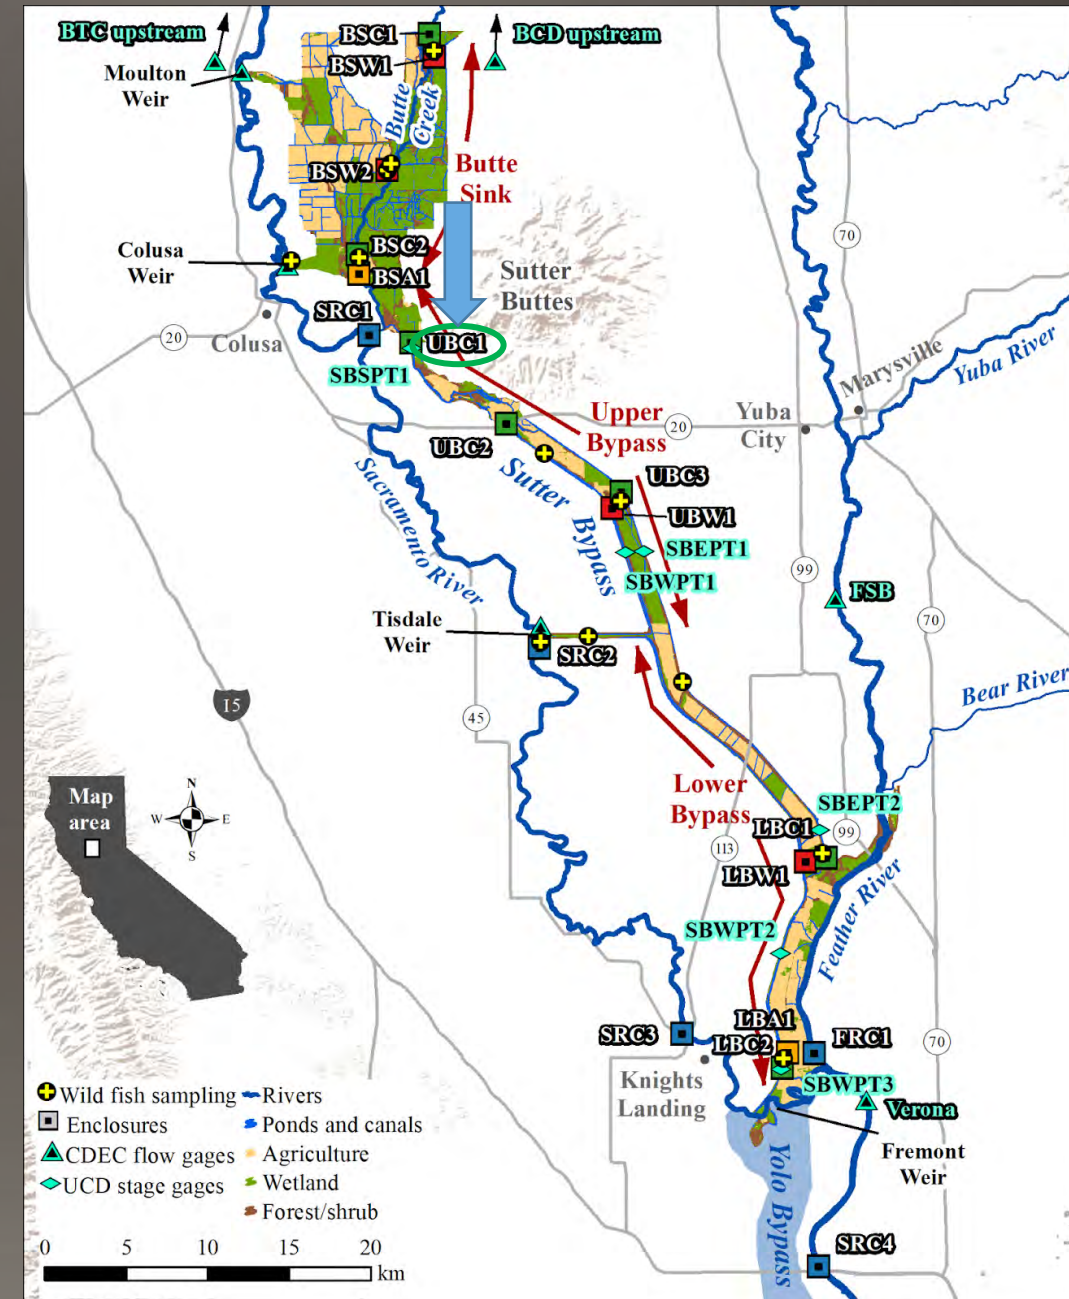 BTC upstream
BSC1
BCD upstream
BSW1
Moulton
Weir
Butte
Creek
BSW2
Butte
Sink
Colusa
Weir
BSC2
BSA1
Sutter
Buttes
70
SRC1
20
Colusa
UBC1
SBSPT1
Marysville
Yuba River
Upper
Bypass
20
Yuba
City
UBC2
Sutter
Bypass
Sacramento River
UBC3
UBW1
SBEPT1
SBWPT1
99
FSB
70
Tisdale
Weir
SRC2
Bear River
I5
45
Lower
Bypass
SBEPT2
Map
area
N
W
E
S
LBC1
99
113
LBW1
Feather River
SBWPT2
LBA1
SRC3
LBC2
FRC1
70
Knights
Landing
SBWPT3
Verona
Fremont
Weir
Yolo Bypass
SRC4
Wild fish sampling
Enclosures
CDEC flow gages
UCD stage gages
Rivers
Ponds and canals
Agriculture
Wetland
Forest/shrub
0 5 10 15 20
km